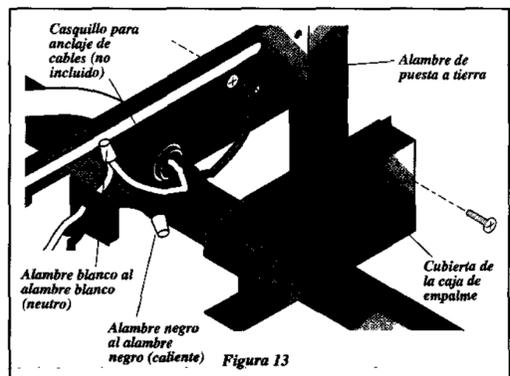 Casquillo para
anclaje de
cables (no
incluido)
Alambre de
puesta a tierra
Alambre blanco al
alambre blanco
(neutro)
Alambre negro
al alambre
negro (caliente)
Cubierta de
la caja de
empalme
Figura 13